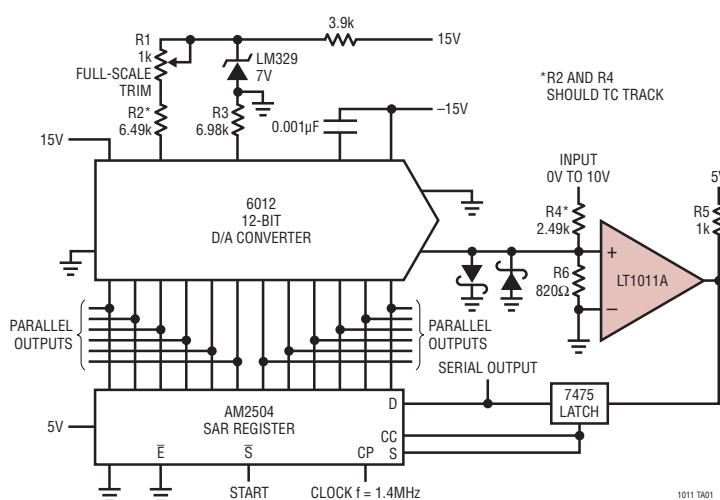 3.9k
R1
1k
FULL-SCALE
TRIM
LM329
7V
15V
*R2 AND R4
SHOULD TC TRACK
R2*
6.49k
R3
6.98k
0.001µF
–15V
15V
INPUT
0V TO 10V
5V
6012
12-BIT
D/A CONVERTER
R4*
2.49k
R5
1k
+
LT1011A
–
R6
820Ω
PARALLEL
OUTPUTS
PARALLEL
OUTPUTS
SERIAL OUTPUT
7475
LATCH
AM2504
SAR REGISTER
D
CC
S
5V
E
S
CP
START
CLOCK f = 1.4MHz
1011 TA01